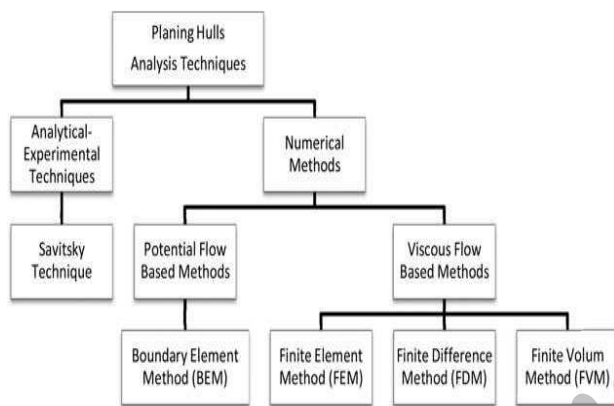 Planing Hulls
Analysis Techniques
Analytical-
Experimental
Techniques
Numerical
Methods
Savitsky
Technique
Potential Flow
Based Methods
Viscous Flow
Based Methods
Boundary Element
Method (BEM)
Finite Element
Method (FEM)
Finite Difference
Method (FDM)
Finite Volum
Method (FVM)